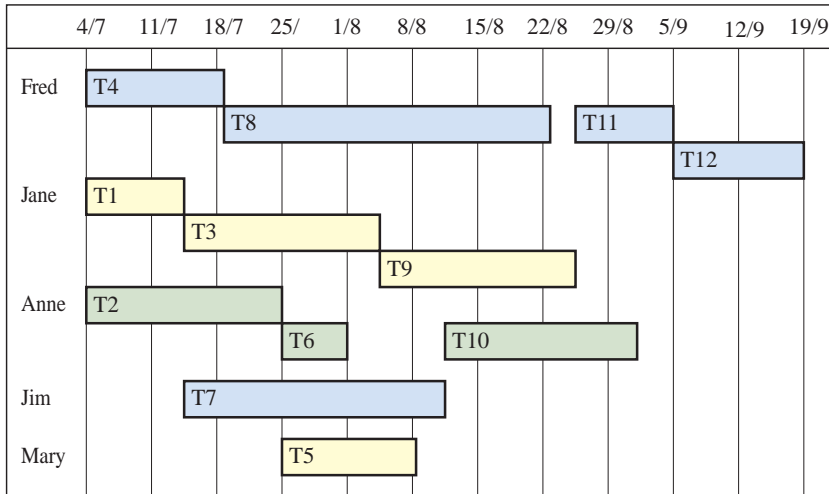 4/7 11/7 18/7 25/ 1/8 8/8 15/8 22/8 29/8 5/9 12/9 19/9
Fred
T4
T8 T11
T12
Jane
T1
T3
T9
Anne
T2
T6 T10
Jim
T7
Mary
T5